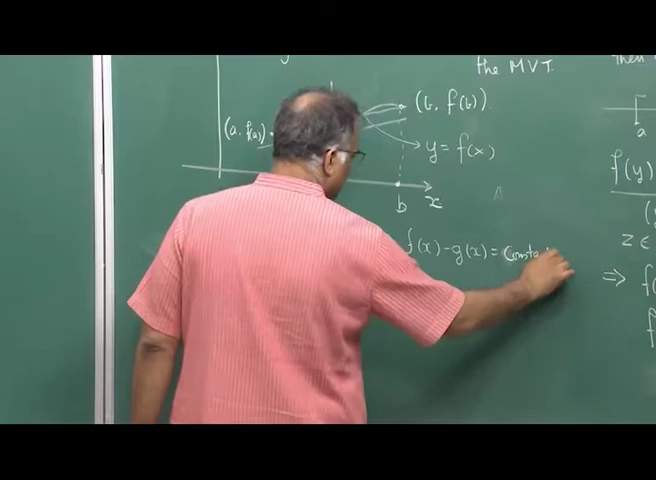 the MVT.
(a, f(a))
(b, f(b))
y = f(x)
b
x
f(x) - g(x) = Consta
Then
a
f(y)
z ∈
⇒ f(
f